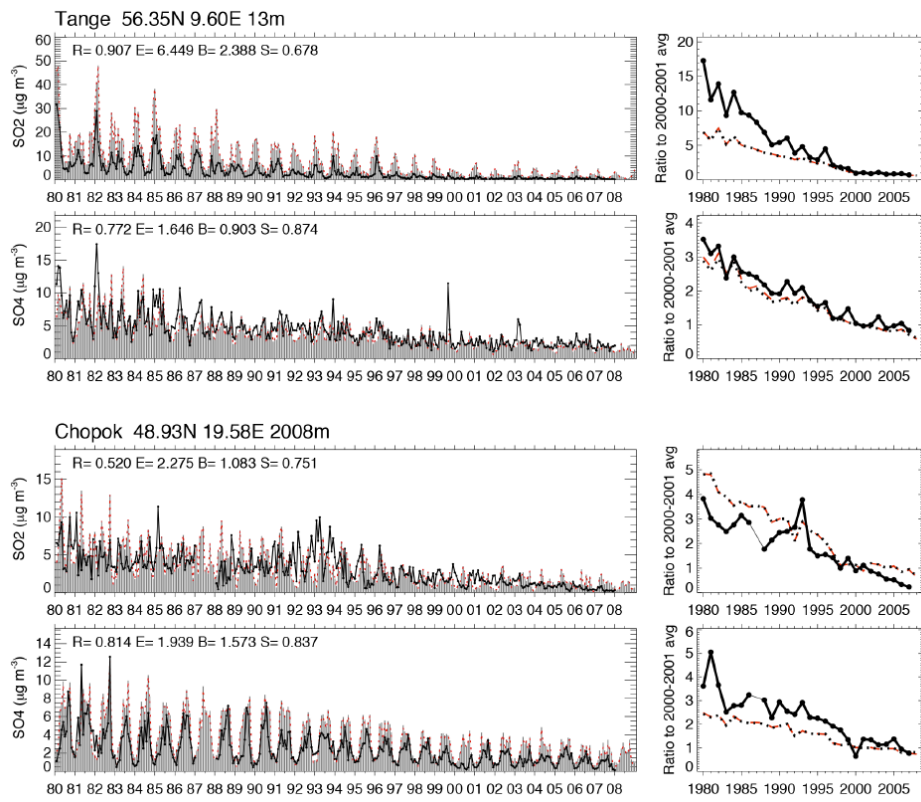 Tange 56.35N 9.60E 13m
R= 0.907 E= 6.449 B= 2.388 S= 0.678
SO2 (μg m-3)
60
50
40
30
20
10
0
80 81 82 83 84 85 86 87 88 89 90 91 92 93 94 95 96 97 98 99 00 01 02 03 04 05 06 07 08
Ratio to 2000-2001 avg
20
15
10
5
0
1980 1985 1990 1995 2000 2005
R= 0.772 E= 1.646 B= 0.903 S= 0.874
SO4 (μg m-3)
20
15
10
5
0
80 81 82 83 84 85 86 87 88 89 90 91 92 93 94 95 96 97 98 99 00 01 02 03 04 05 06 07 08
Ratio to 2000-2001 avg
4
3
2
1
0
1980 1985 1990 1995 2000 2005
Chopok 48.93N 19.58E 2008m
R= 0.520 E= 2.275 B= 1.083 S= 0.751
SO2 (μg m-3)
15
10
5
0
80 81 82 83 84 85 86 87 88 89 90 91 92 93 94 95 96 97 98 99 00 01 02 03 04 05 06 07 08
Ratio to 2000-2001 avg
5
4
3
2
1
0
1980 1985 1990 1995 2000 2005
R= 0.814 E= 1.939 B= 1.573 S= 0.837
SO4 (μg m-3)
14
12
10
8
6
4
2
0
80 81 82 83 84 85 86 87 88 89 90 91 92 93 94 95 96 97 98 99 00 01 02 03 04 05 06 07 08
Ratio to 2000-2001 avg
6
5
4
3
2
1
0
1980 1985 1990 1995 2000 2005